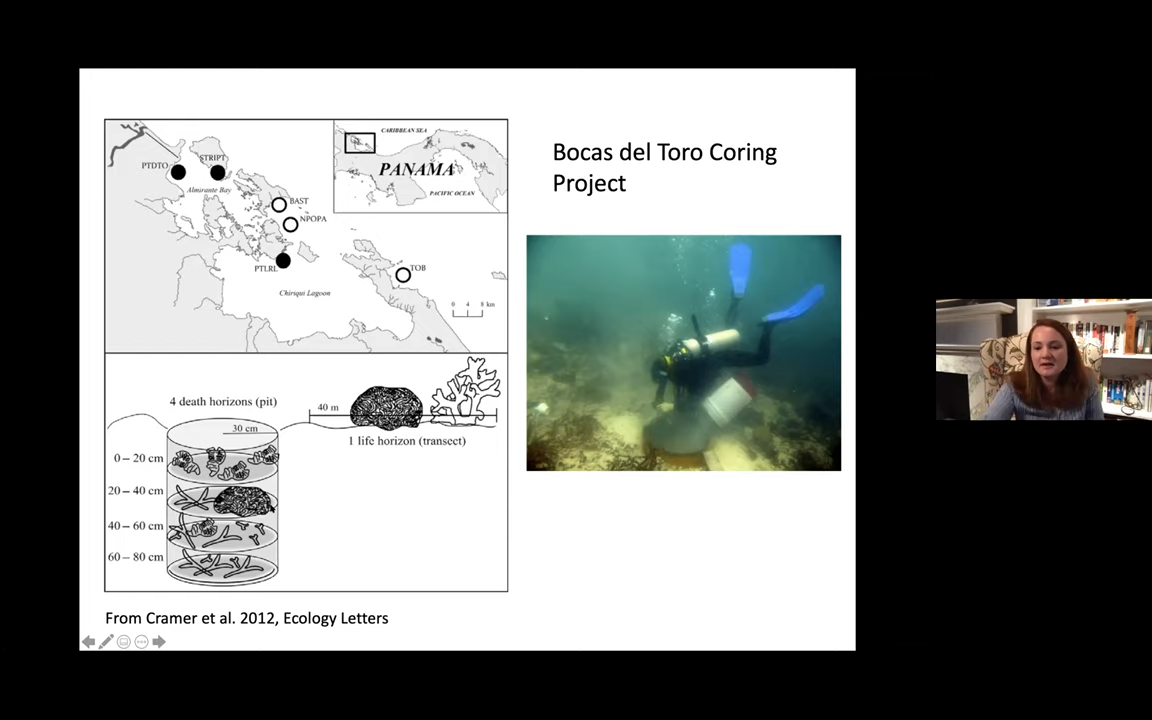 Bocas del Toro Coring
Project
CARIBBEAN SEA
PANAMA
PACIFIC OCEAN
PTDTO
STRIPT
Almirante Bay
BAST
NPOPA
PTLRL
TOB
Chiriqui Lagoon
0 4 8 km
4 death horizons (pit)
30 cm
40 m
1 life horizon (transect)
0–20 cm
20–40 cm
40–60 cm
60–80 cm
From Cramer et al. 2012, Ecology Letters